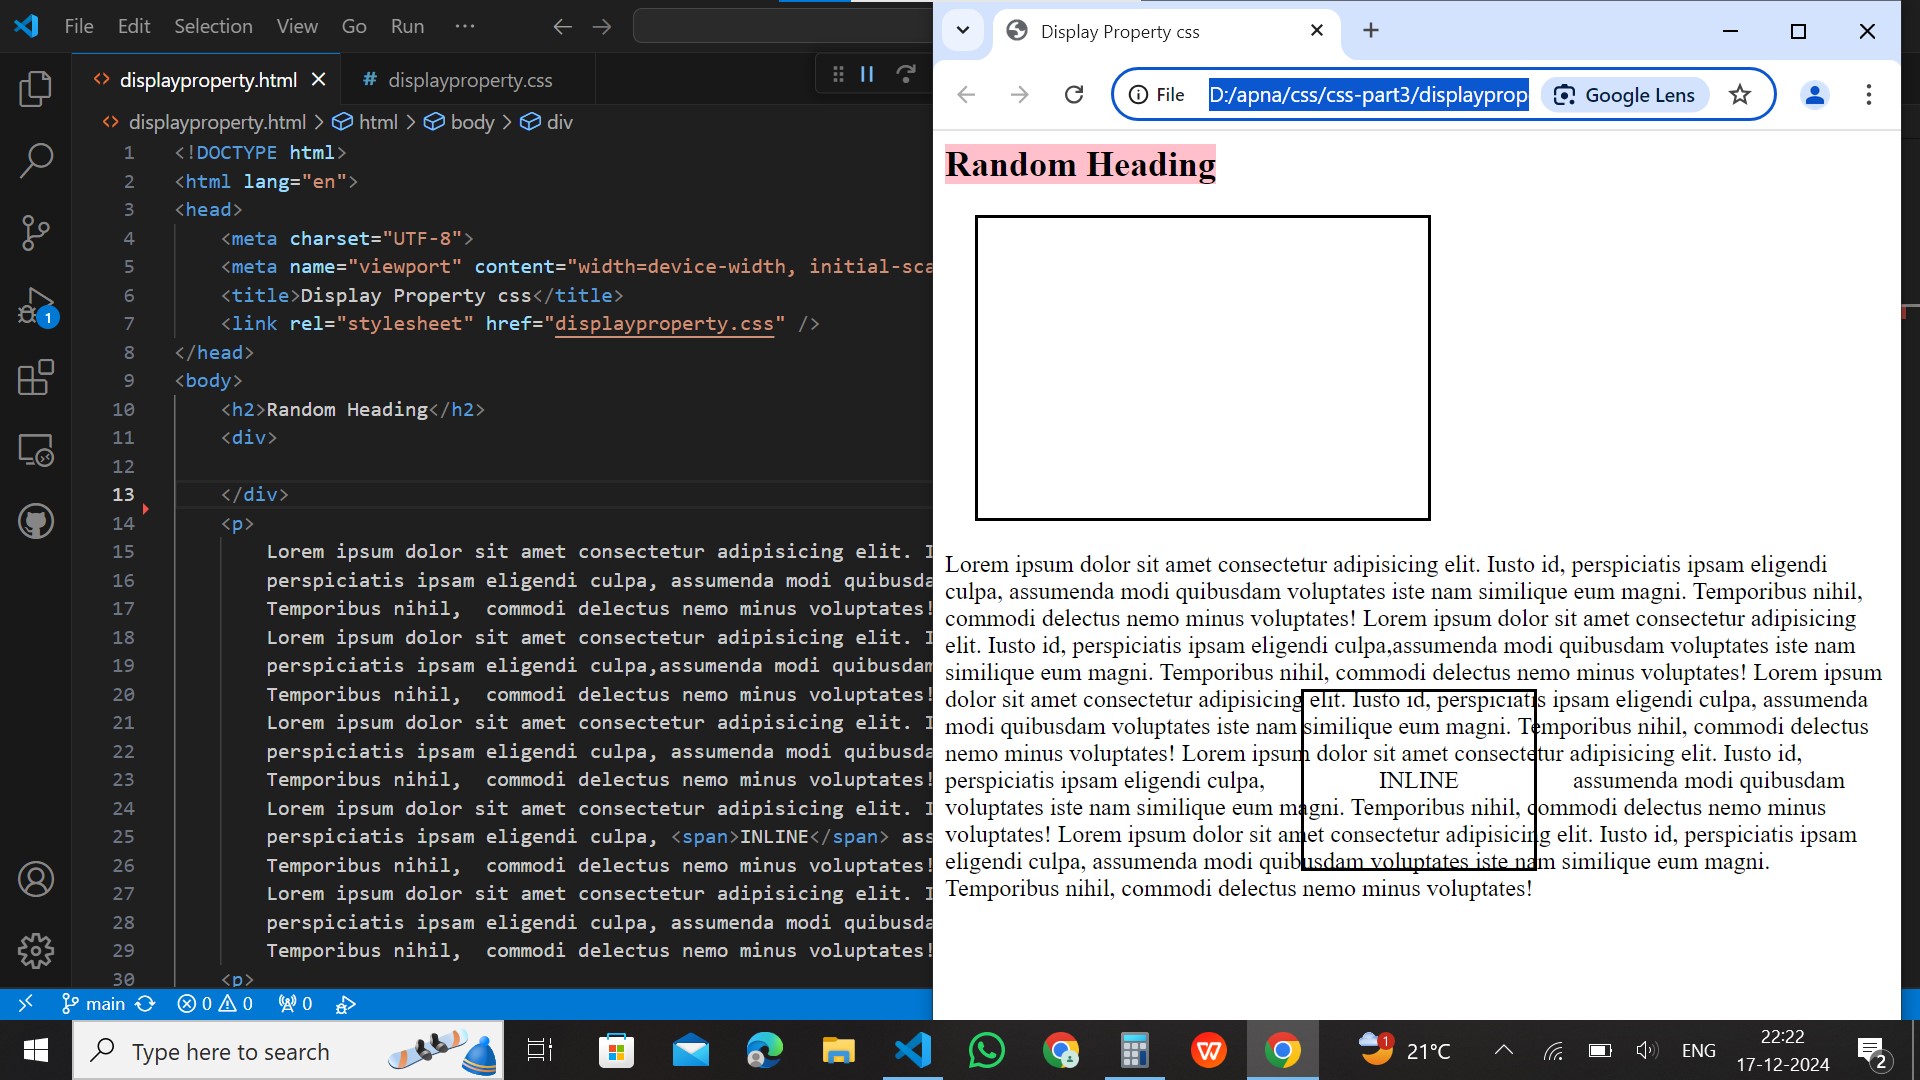 File Edit Selection View Go Run ···
displayproperty.html
# displayproperty.css
displayproperty.html > html > body > div
1 <!DOCTYPE html>
2 <html lang="en">
3 <head>
4 <meta charset="UTF-8">
5 <meta name="viewport" content="width=device-width, initial-sca
6 <title>Display Property css</title>
7 <link rel="stylesheet" href="displayproperty.css" />
8 </head>
9 <body>
10 <h2>Random Heading</h2>
11 <div>
12
13 </div>
14 <p>
15 Lorem ipsum dolor sit amet consectetur adipisicing elit. I
16 perspiciatis ipsam eligendi culpa, assumenda modi quibusda
17 Temporibus nihil,  commodi delectus nemo minus voluptates!
18 Lorem ipsum dolor sit amet consectetur adipisicing elit. I
19 perspiciatis ipsam eligendi culpa,assumenda modi quibusdam
20 Temporibus nihil,  commodi delectus nemo minus voluptates!
21 Lorem ipsum dolor sit amet consectetur adipisicing elit. I
22 perspiciatis ipsam eligendi culpa, assumenda modi quibusda
23 Temporibus nihil,  commodi delectus nemo minus voluptates!
24 Lorem ipsum dolor sit amet consectetur adipisicing elit. I
25 perspiciatis ipsam eligendi culpa, <span>INLINE</span> ass
26 Temporibus nihil,  commodi delectus nemo minus voluptates!
27 Lorem ipsum dolor sit amet consectetur adipisicing elit. I
28 perspiciatis ipsam eligendi culpa, assumenda modi quibusda
29 Temporibus nihil,  commodi delectus nemo minus voluptates!
30 <p>
1
main 0 0 0
Display Property css
File D:/apna/css/css-part3/displayprop Google Lens
Random Heading
Lorem ipsum dolor sit amet consectetur adipisicing elit. Iusto id, perspiciatis ipsam eligendi
culpa, assumenda modi quibusdam voluptates iste nam similique eum magni. Temporibus nihil,
commodi delectus nemo minus voluptates! Lorem ipsum dolor sit amet consectetur adipisicing
elit. Iusto id, perspiciatis ipsam eligendi culpa,assumenda modi quibusdam voluptates iste nam
similique eum magni. Temporibus nihil, commodi delectus nemo minus voluptates! Lorem ipsum
dolor sit amet consectetur adipisicing elit. Iusto id, perspiciatis ipsam eligendi culpa, assumenda
modi quibusdam voluptates iste nam similique eum magni. Temporibus nihil, commodi delectus
nemo minus voluptates! Lorem ipsum dolor sit amet consectetur adipisicing elit. Iusto id,
perspiciatis ipsam eligendi culpa, INLINE assumenda modi quibusdam
voluptates iste nam similique eum magni. Temporibus nihil, commodi delectus nemo minus
voluptates! Lorem ipsum dolor sit amet consectetur adipisicing elit. Iusto id, perspiciatis ipsam
eligendi culpa, assumenda modi quibusdam voluptates iste nam similique eum magni.
Temporibus nihil, commodi delectus nemo minus voluptates!
Type here to search
1
21°C
ENG
22:22
17-12-2024
2